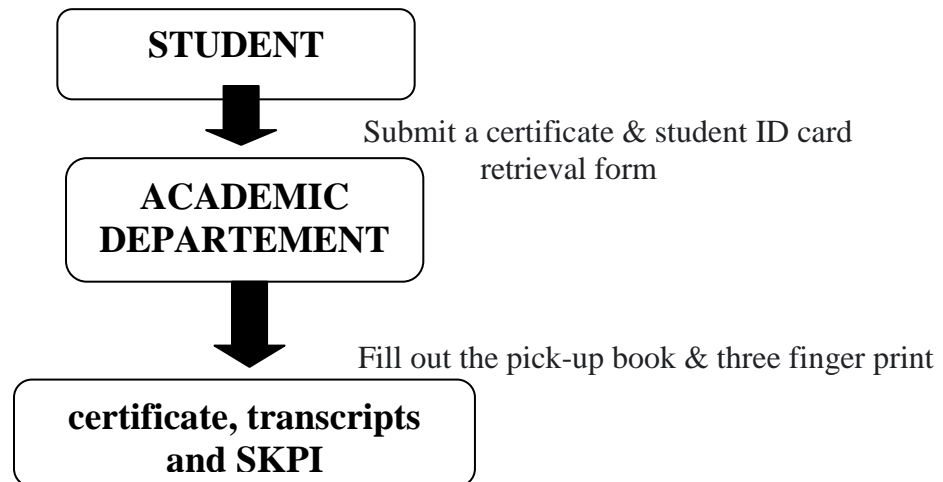 STUDENT
Submit a certificate & student ID card
retrieval form
ACADEMIC
DEPARTEMENT
Fill out the pick-up book & three finger print
certificate, transcripts
and SKPI